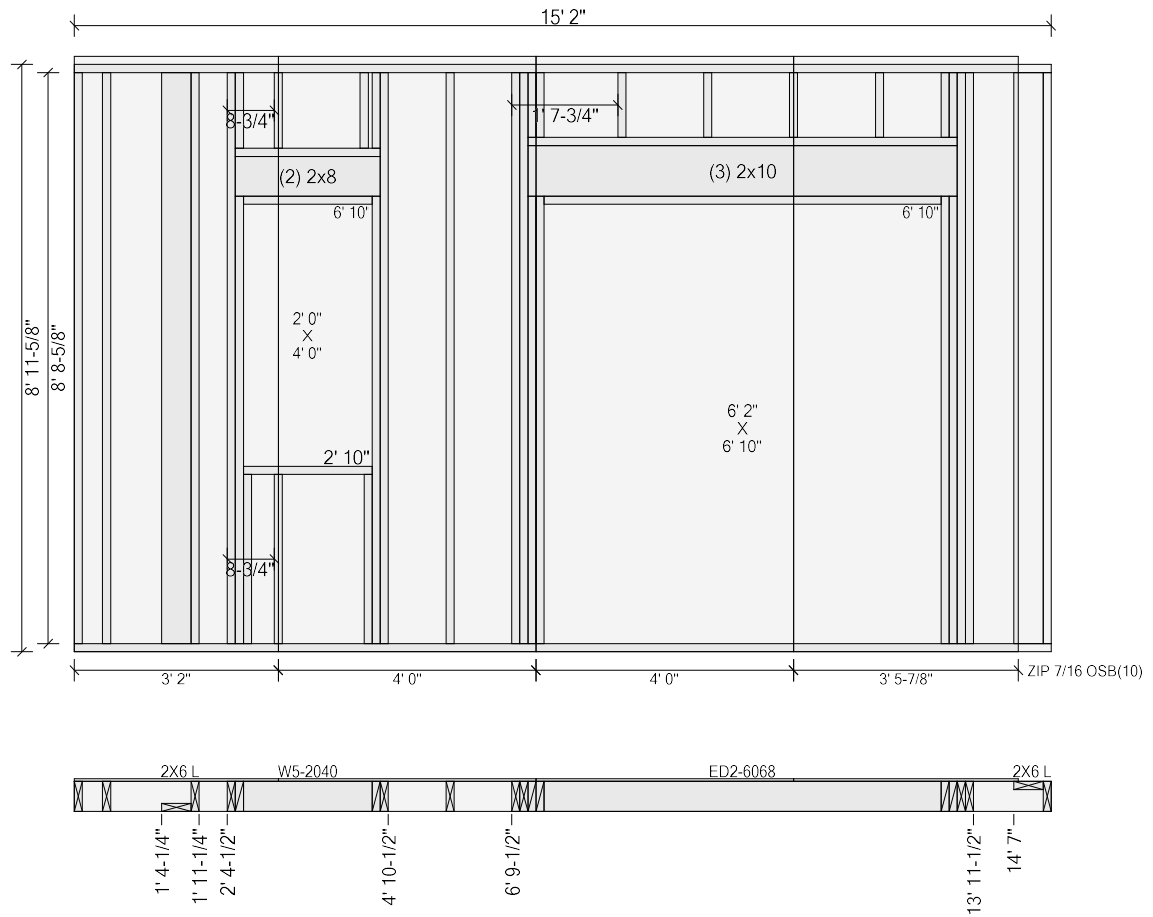 15' 2"
8-3/4"
1' 7-3/4"
(2) 2x8
(3) 2x10
6' 10'
6' 10"
2' 0"
X
4' 0"
8' 11-5/8"
8' 8-5/8"
6' 2"
X
6' 10"
2' 10"
8-3/4"
3' 2"
4' 0"
4' 0"
3' 5-7/8"
ZIP 7/16 OSB(10)
2X6 L
W5-2040
ED2-6068
2X6 L
1' 4-1/4"
1' 11-1/4"
2' 4-1/2"
4' 10-1/2"
6' 9-1/2"
13' 11-1/2"
14' 7"